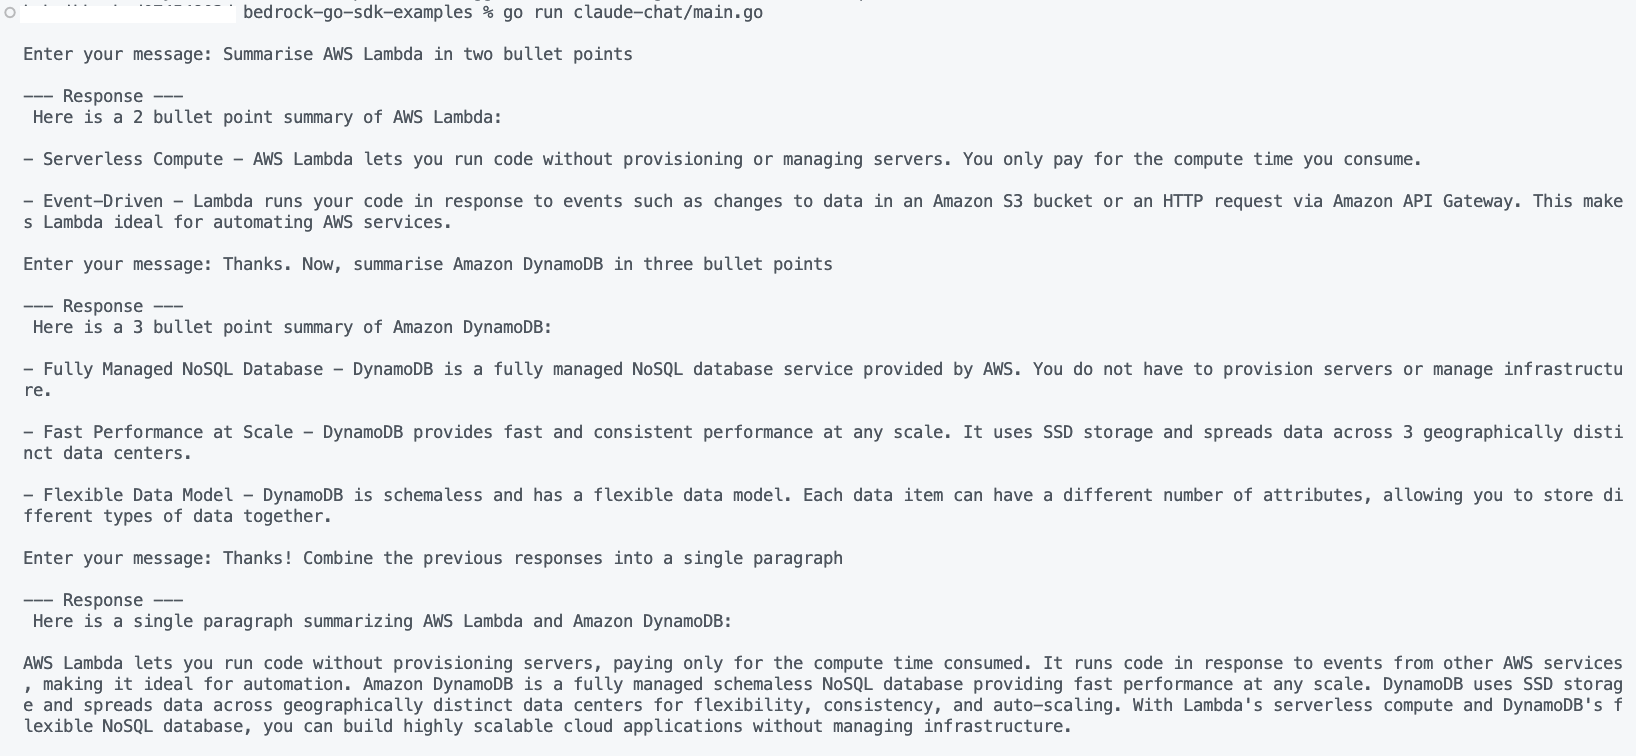 bedrock-go-sdk-examples % go run claude-chat/main.go
Enter your message: Summarise AWS Lambda in two bullet points
--- Response ---
Here is a 2 bullet point summary of AWS Lambda:
- Serverless Compute - AWS Lambda lets you run code without provisioning or managing servers. You only pay for the compute time you consume.
- Event-Driven - Lambda runs your code in response to events such as changes to data in an Amazon S3 bucket or an HTTP request via Amazon API Gateway. This make
s Lambda ideal for automating AWS services.
Enter your message: Thanks. Now, summarise Amazon DynamoDB in three bullet points
--- Response ---
Here is a 3 bullet point summary of Amazon DynamoDB:
- Fully Managed NoSQL Database - DynamoDB is a fully managed NoSQL database service provided by AWS. You do not have to provision servers or manage infrastructu
re.
- Fast Performance at Scale - DynamoDB provides fast and consistent performance at any scale. It uses SSD storage and spreads data across 3 geographically disti
nct data centers.
- Flexible Data Model - DynamoDB is schemaless and has a flexible data model. Each data item can have a different number of attributes, allowing you to store di
fferent types of data together.
Enter your message: Thanks! Combine the previous responses into a single paragraph
--- Response ---
Here is a single paragraph summarizing AWS Lambda and Amazon DynamoDB:
AWS Lambda lets you run code without provisioning servers, paying only for the compute time consumed. It runs code in response to events from other AWS services
, making it ideal for automation. Amazon DynamoDB is a fully managed schemaless NoSQL database providing fast performance at any scale. DynamoDB uses SSD storag
e and spreads data across geographically distinct data centers for flexibility, consistency, and auto-scaling. With Lambda's serverless compute and DynamoDB's f
lexible NoSQL database, you can build highly scalable cloud applications without managing infrastructure.